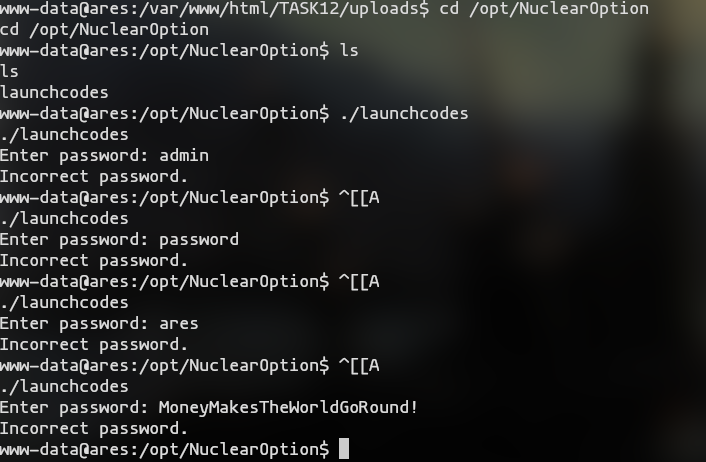 www-data@ares:/var/www/html/TASK12/uploads$ cd /opt/NuclearOption
cd /opt/NuclearOption
www-data@ares:/opt/NuclearOption$ ls
ls
launchcodes
www-data@ares:/opt/NuclearOption$ ./launchcodes
./launchcodes
Enter password: admin
Incorrect password.
www-data@ares:/opt/NuclearOption$ ^[[A
./launchcodes
Enter password: password
Incorrect password.
www-data@ares:/opt/NuclearOption$ ^[[A
./launchcodes
Enter password: ares
Incorrect password.
www-data@ares:/opt/NuclearOption$ ^[[A
./launchcodes
Enter password: MoneyMakesTheWorldGoRound!
Incorrect password.
www-data@ares:/opt/NuclearOption$